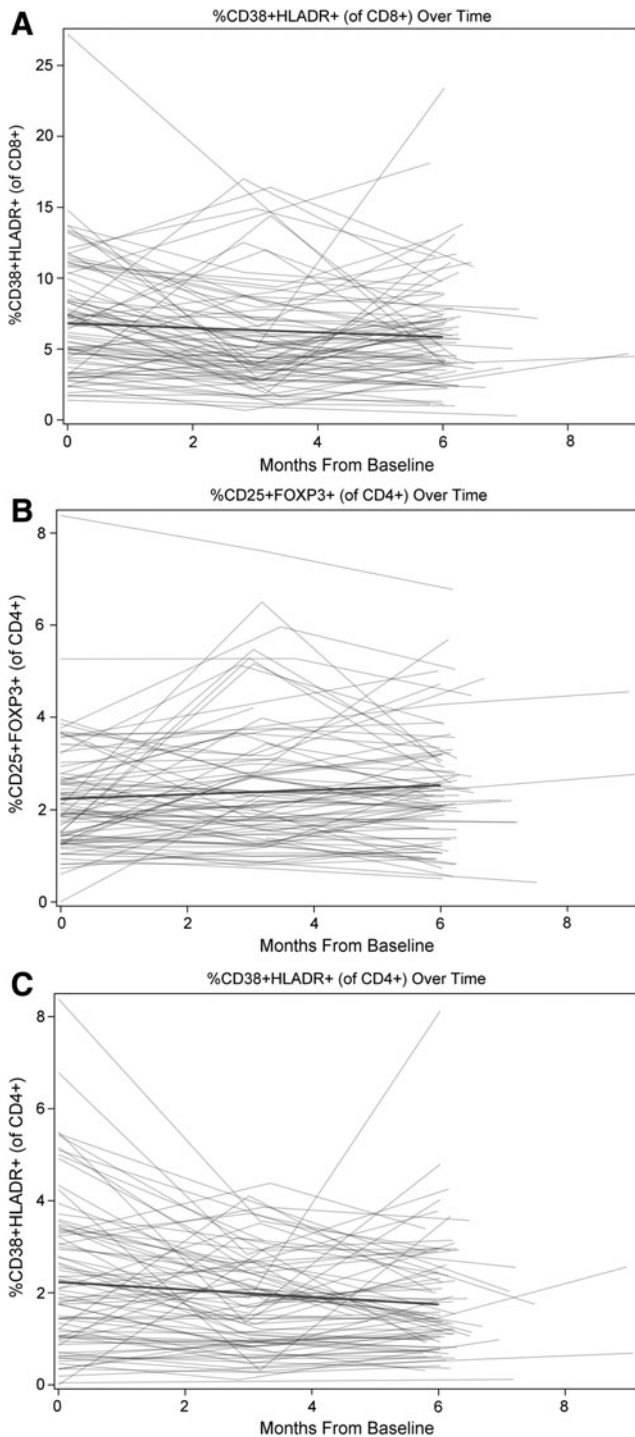 A
%CD38+HLADR+ (of CD8+) Over Time
%CD38+HLADR+ (of CD8+)
25
20
15
10
5
0
0 2 4 6 8
Months From Baseline
B
%CD25+FOXP3+ (of CD4+) Over Time
%CD25+FOXP3+ (of CD4+)
8
6
4
2
0
0 2 4 6 8
Months From Baseline
C
%CD38+HLADR+ (of CD4+) Over Time
%CD38+HLADR+ (of CD4+)
8
6
4
2
0
0 2 4 6 8
Months From Baseline